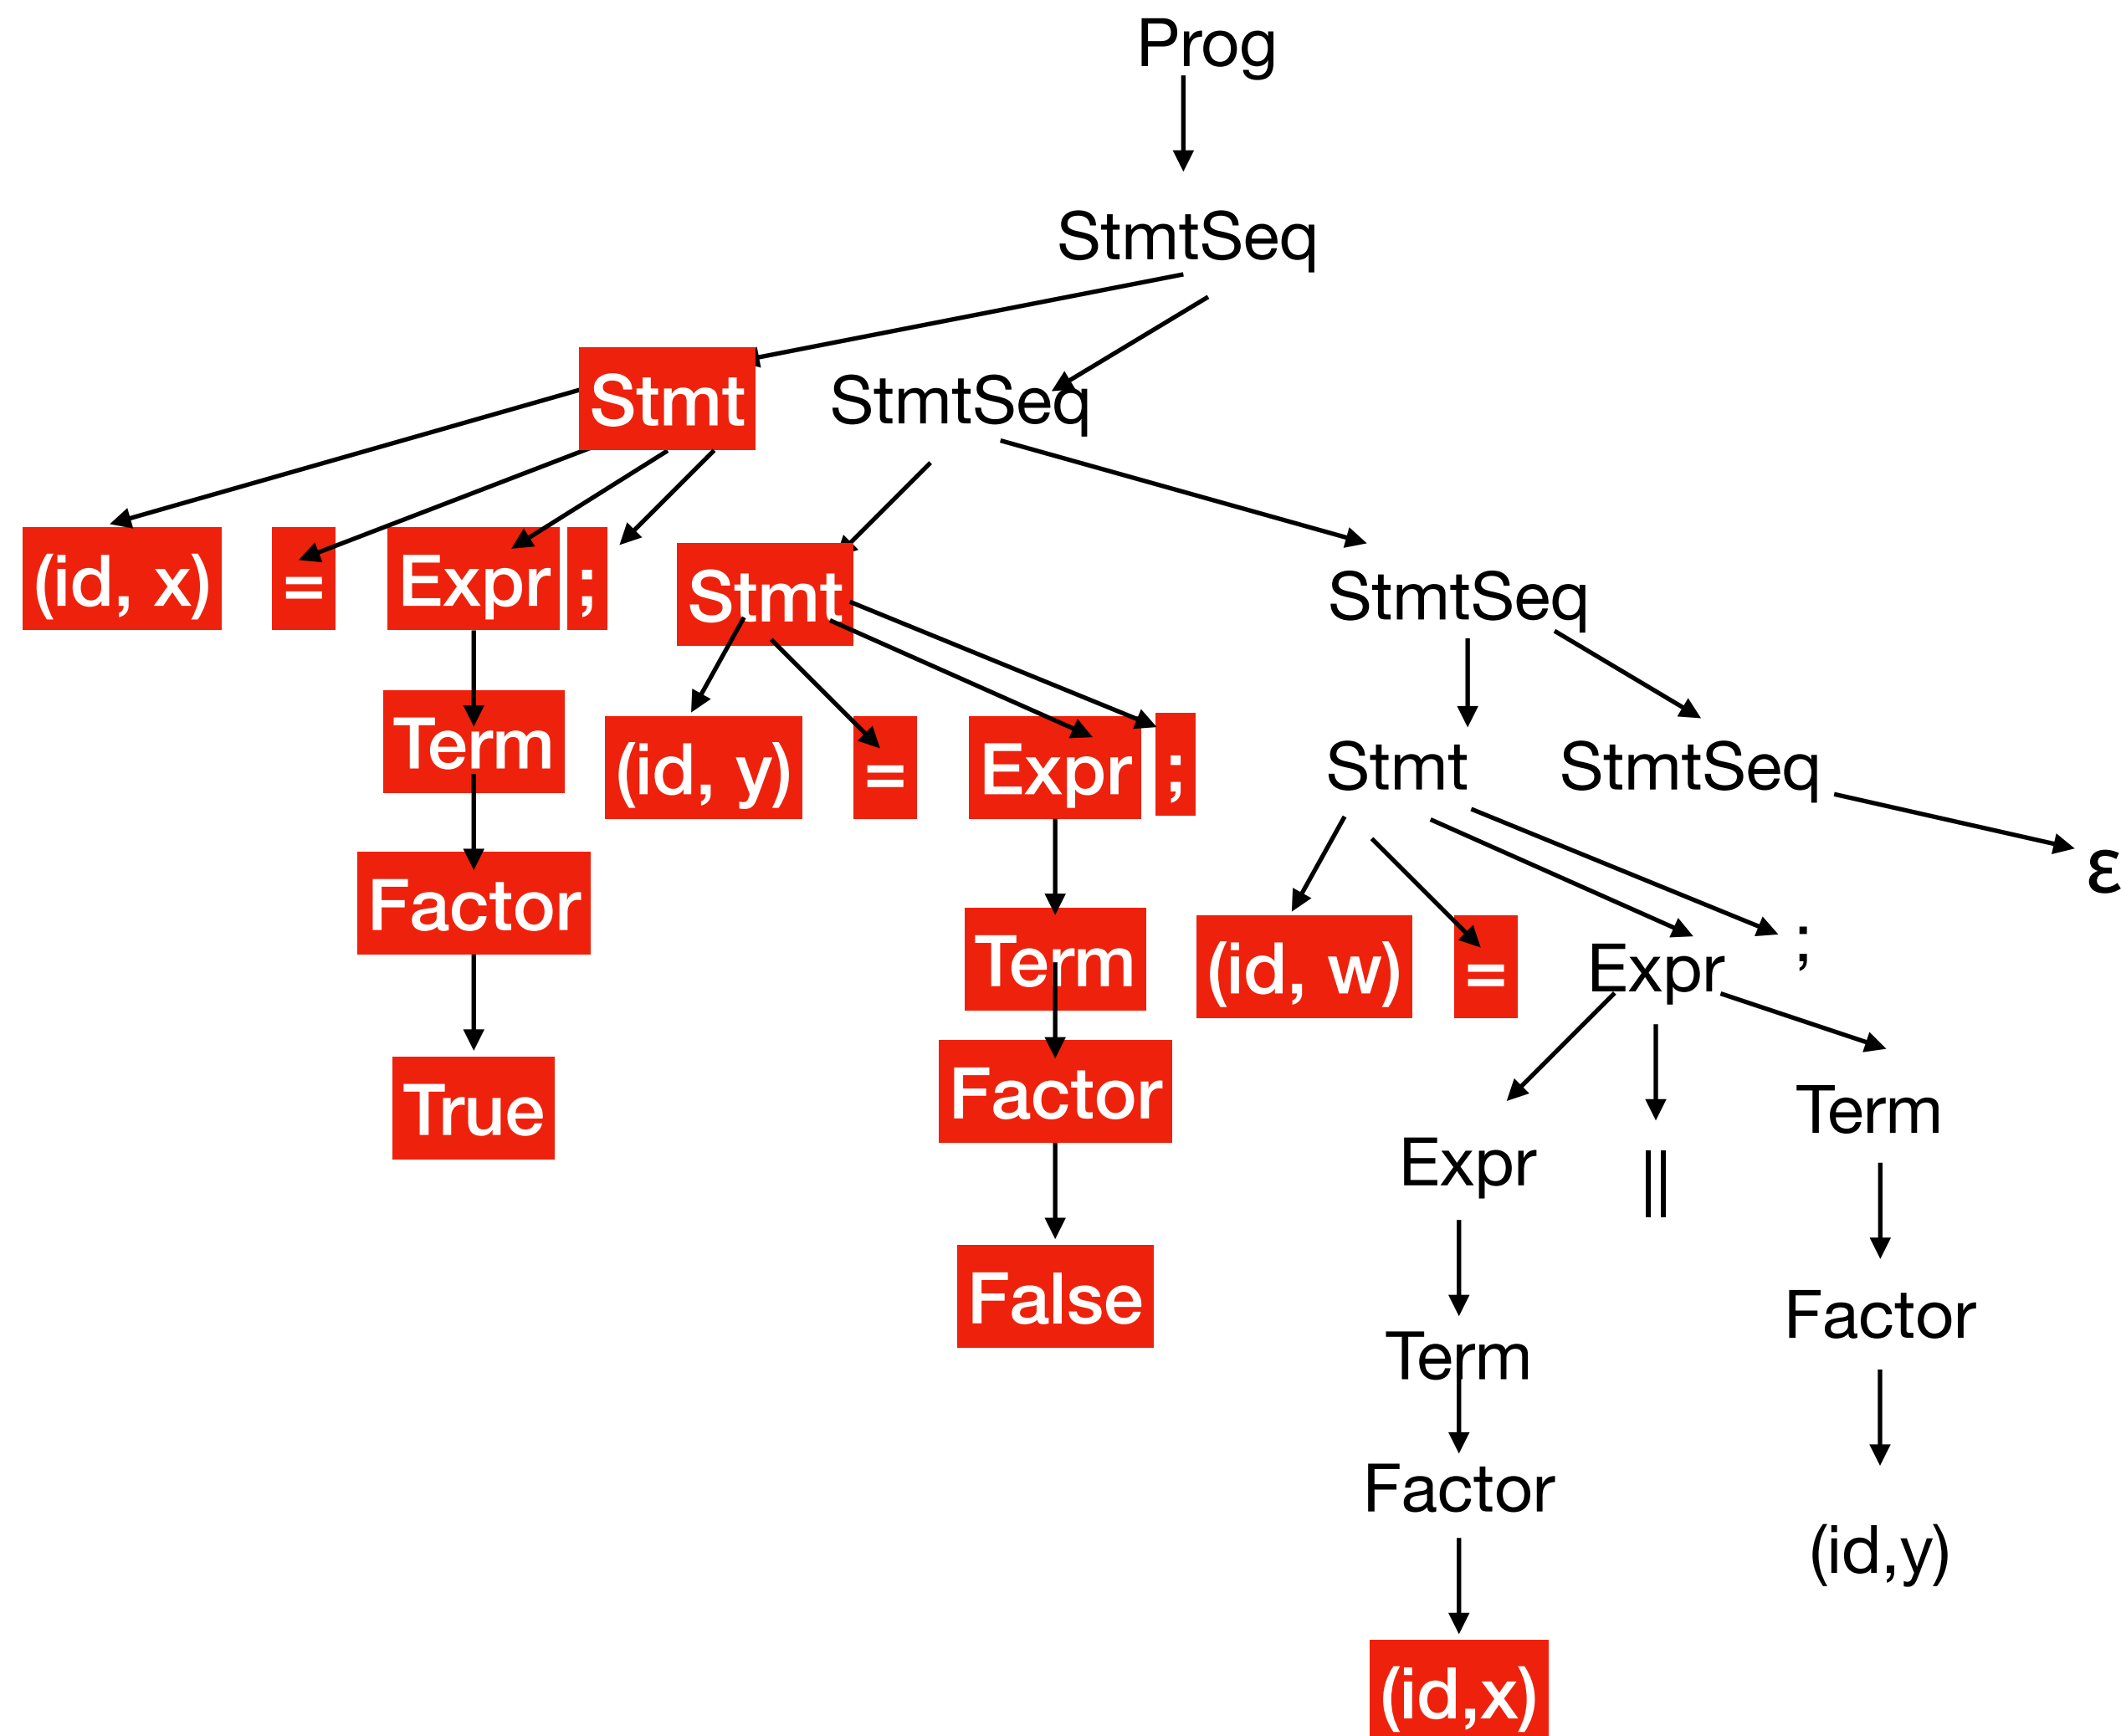 Prog
StmtSeq
Stmt StmtSeq
(id, x) = Expr ; Stmt StmtSeq
Term (id, y) = Expr ; Stmt StmtSeq
Factor Term (id, w) = Expr ; ε
True Factor Expr || Term
False Term Factor
Factor (id,y)
(id,x)